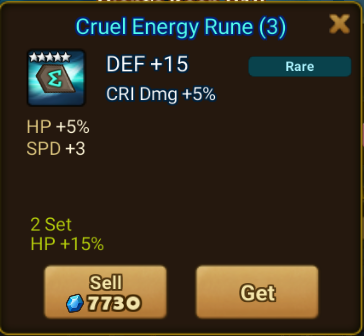 Cruel Energy Rune (3)
DEF +15
Rare
CRI Dmg +5%
HP +5%
SPD +3
2 Set
HP +15%
Sell
7730
Get